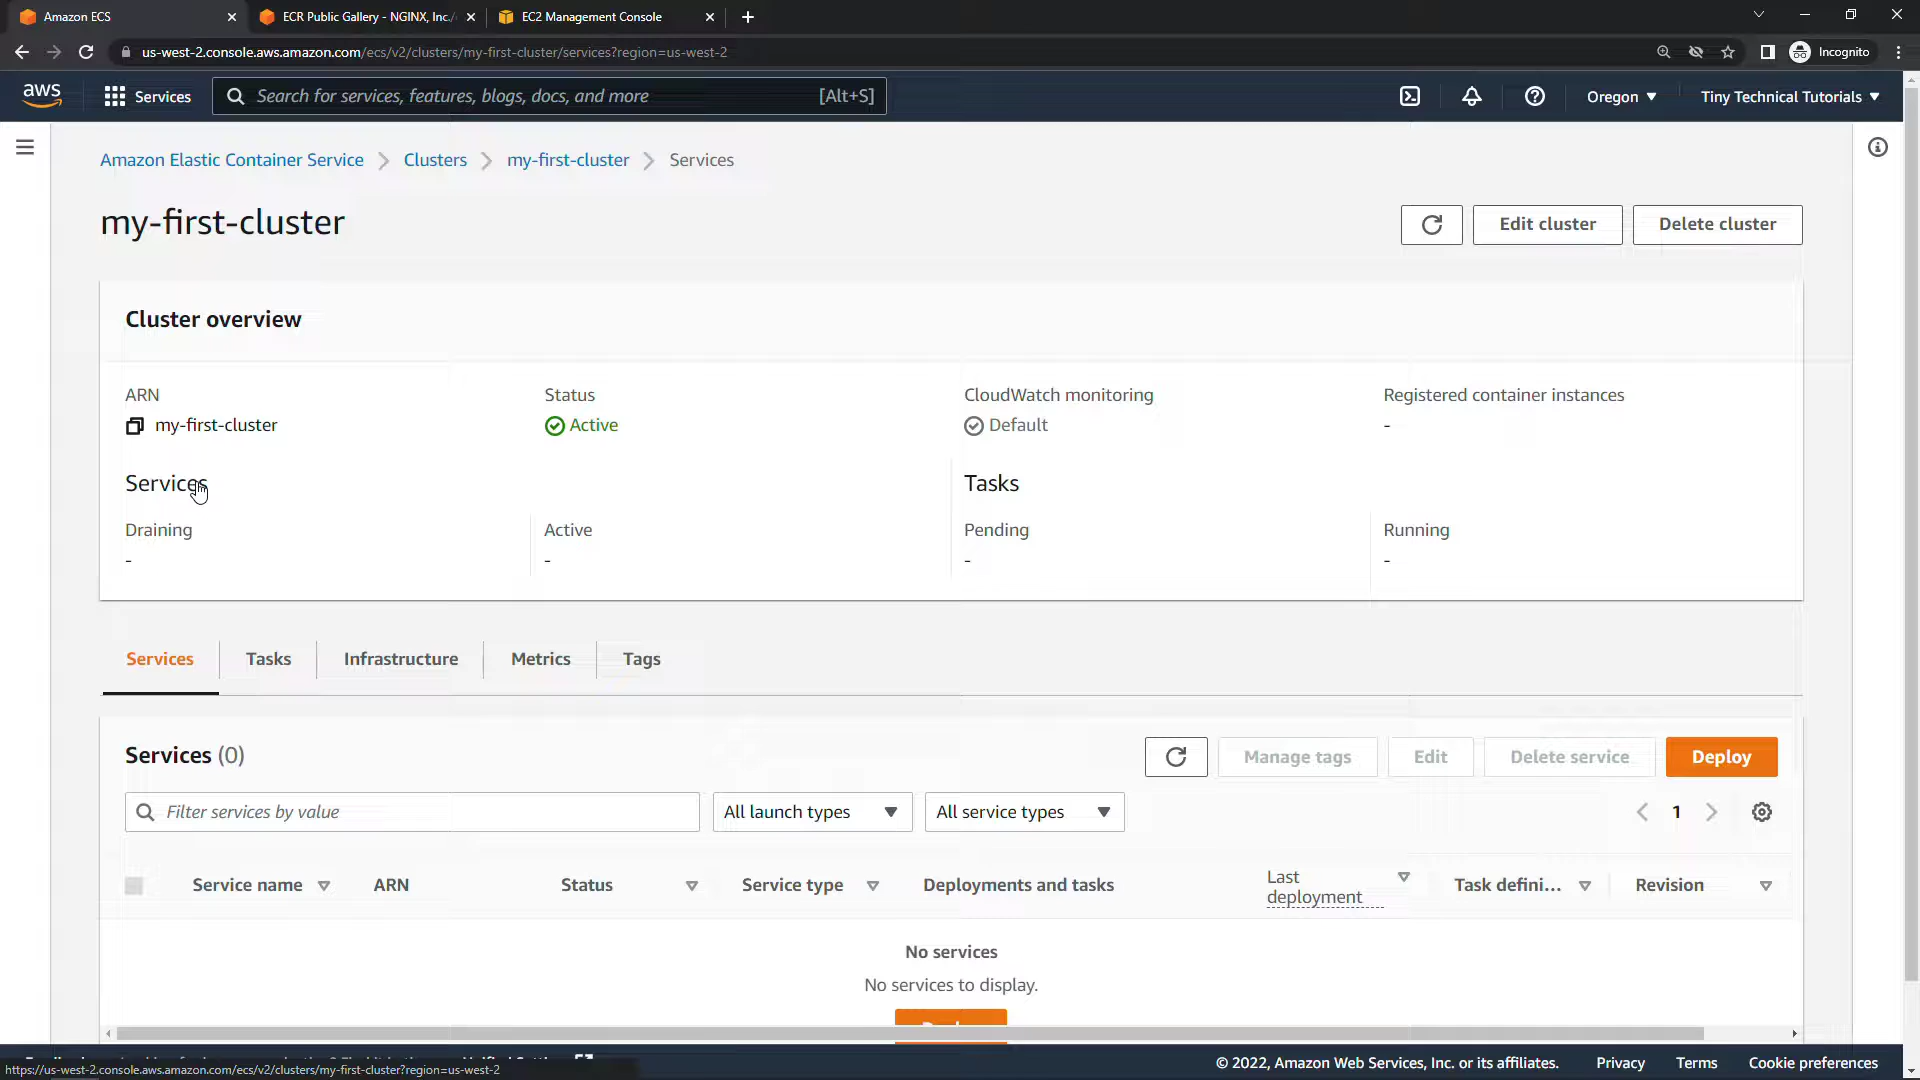 Amazon ECS
ECR Public Gallery - NGINX, Inc./
EC2 Management Console
us-west-2.console.aws.amazon.com/ecs/v2/clusters/my-first-cluster/services?region=us-west-2
Incognito
aws
Services
Search for services, features, blogs, docs, and more
[Alt+S]
Oregon
Tiny Technical Tutorials
Amazon Elastic Container Service
Clusters
my-first-cluster
Services
my-first-cluster
Edit cluster
Delete cluster
Cluster overview
ARN
Status
CloudWatch monitoring
Registered container instances
my-first-cluster
Active
Default
-
Services
Tasks
Draining
Active
Pending
Running
-
-
-
-
Services
Tasks
Infrastructure
Metrics
Tags
Services (0)
Manage tags
Edit
Delete service
Deploy
Filter services by value
All launch types
All service types
1
Service name
ARN
Status
Service type
Deployments and tasks
Last
deployment
Task defini...
Revision
No services
No services to display.
© 2022, Amazon Web Services, Inc. or its affiliates.
Privacy
Terms
Cookie preferences
https://us-west-2.console.aws.amazon.com/ecs/v2/clusters/my-first-cluster?region=us-west-2